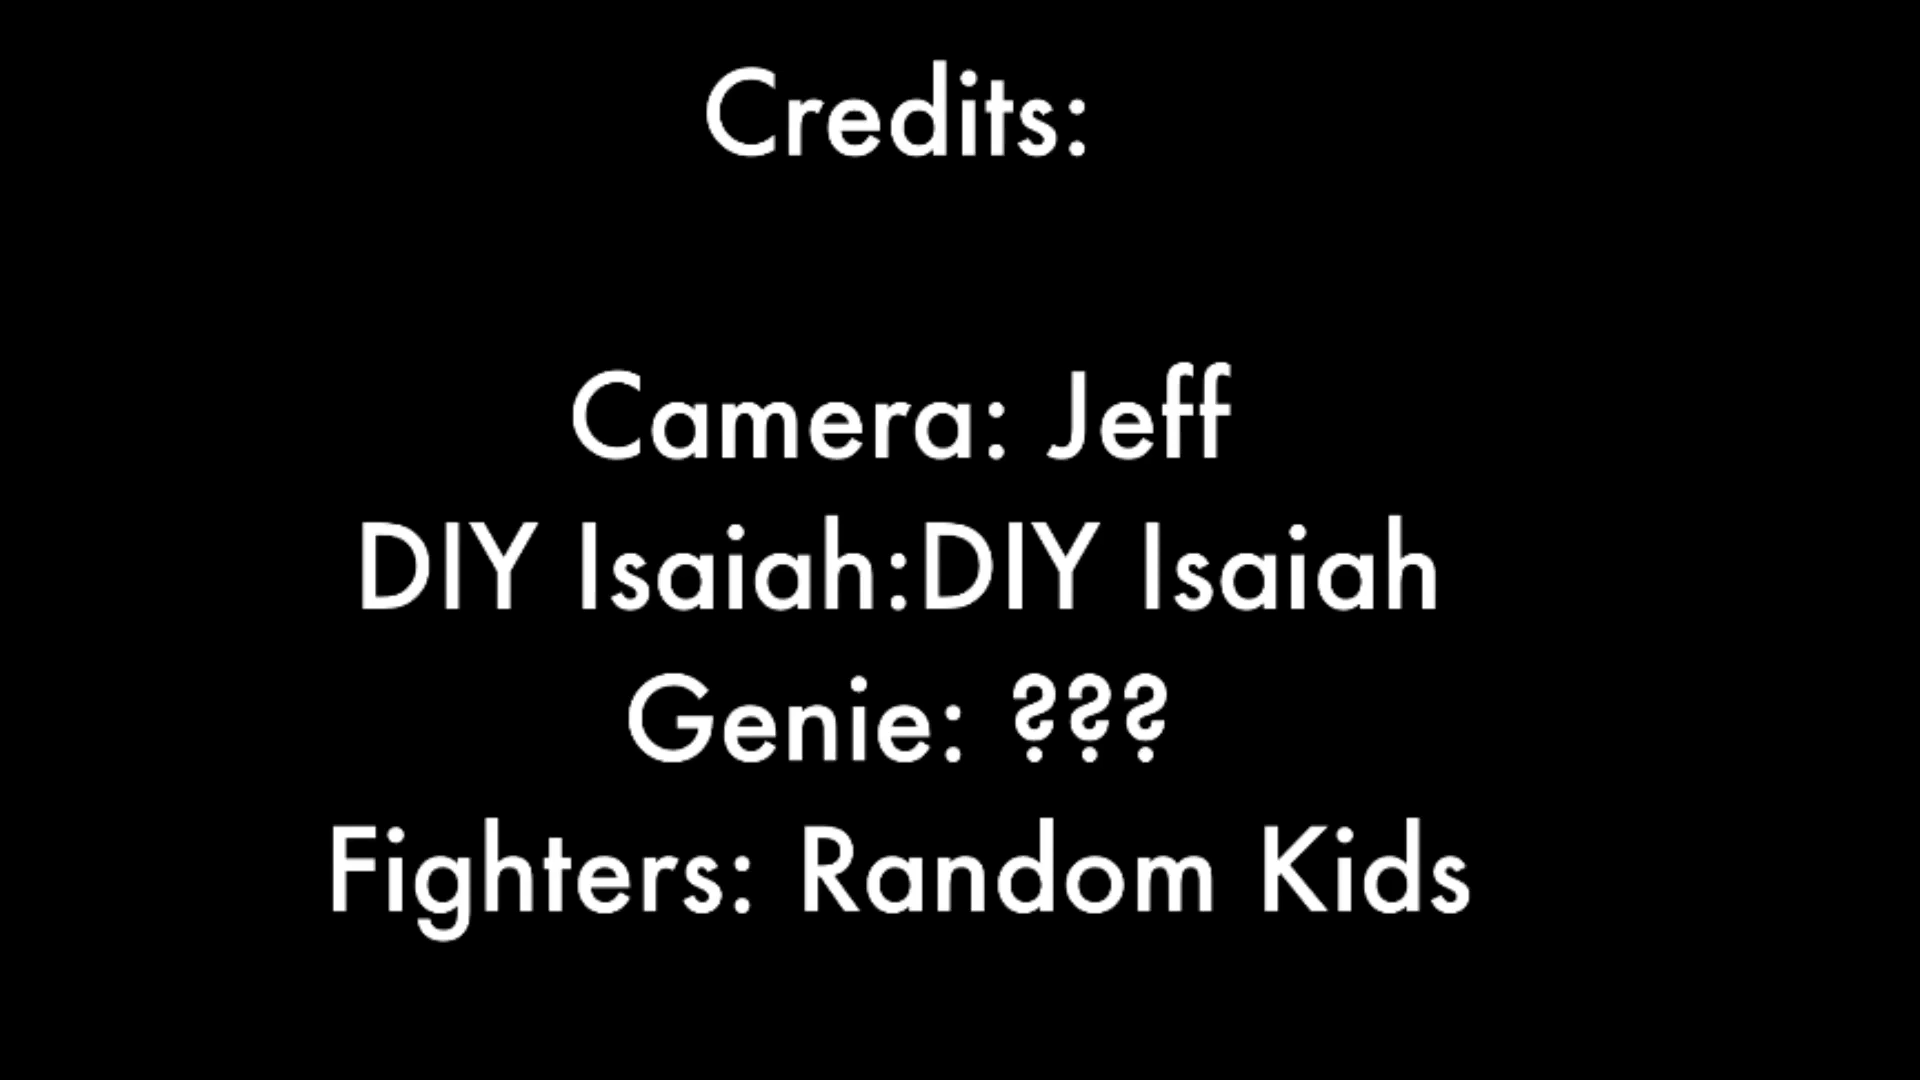 Credits:
Camera: Jeff
DIY Isaiah:DIY Isaiah
Genie: ???
Fighters: Random Kids